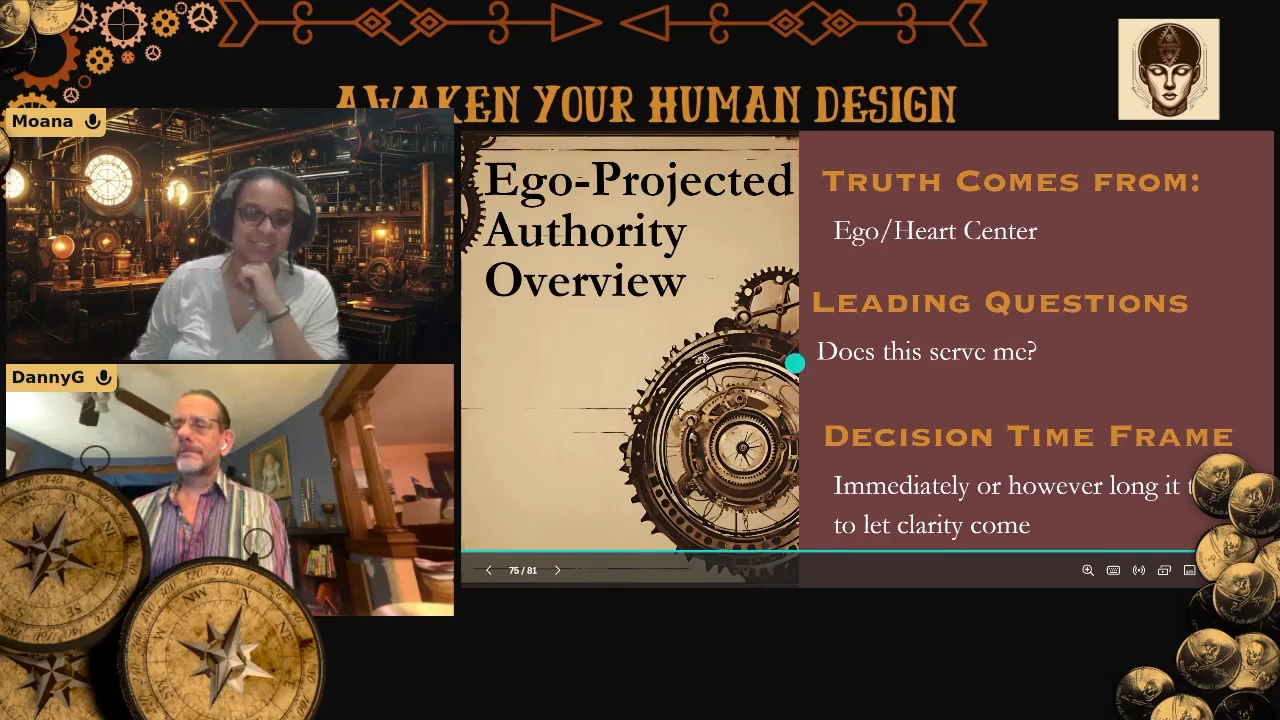 AWAKEN YOUR HUMAN DESIGN
Moana
DannyG
Ego-Projected
Authority
Overview
TRUTH COMES FROM:
Ego/Heart Center
LEADING QUESTIONS
Does this serve me?
DECISION TIME FRAME
Immediately or however long it
to let clarity come
75 / 81